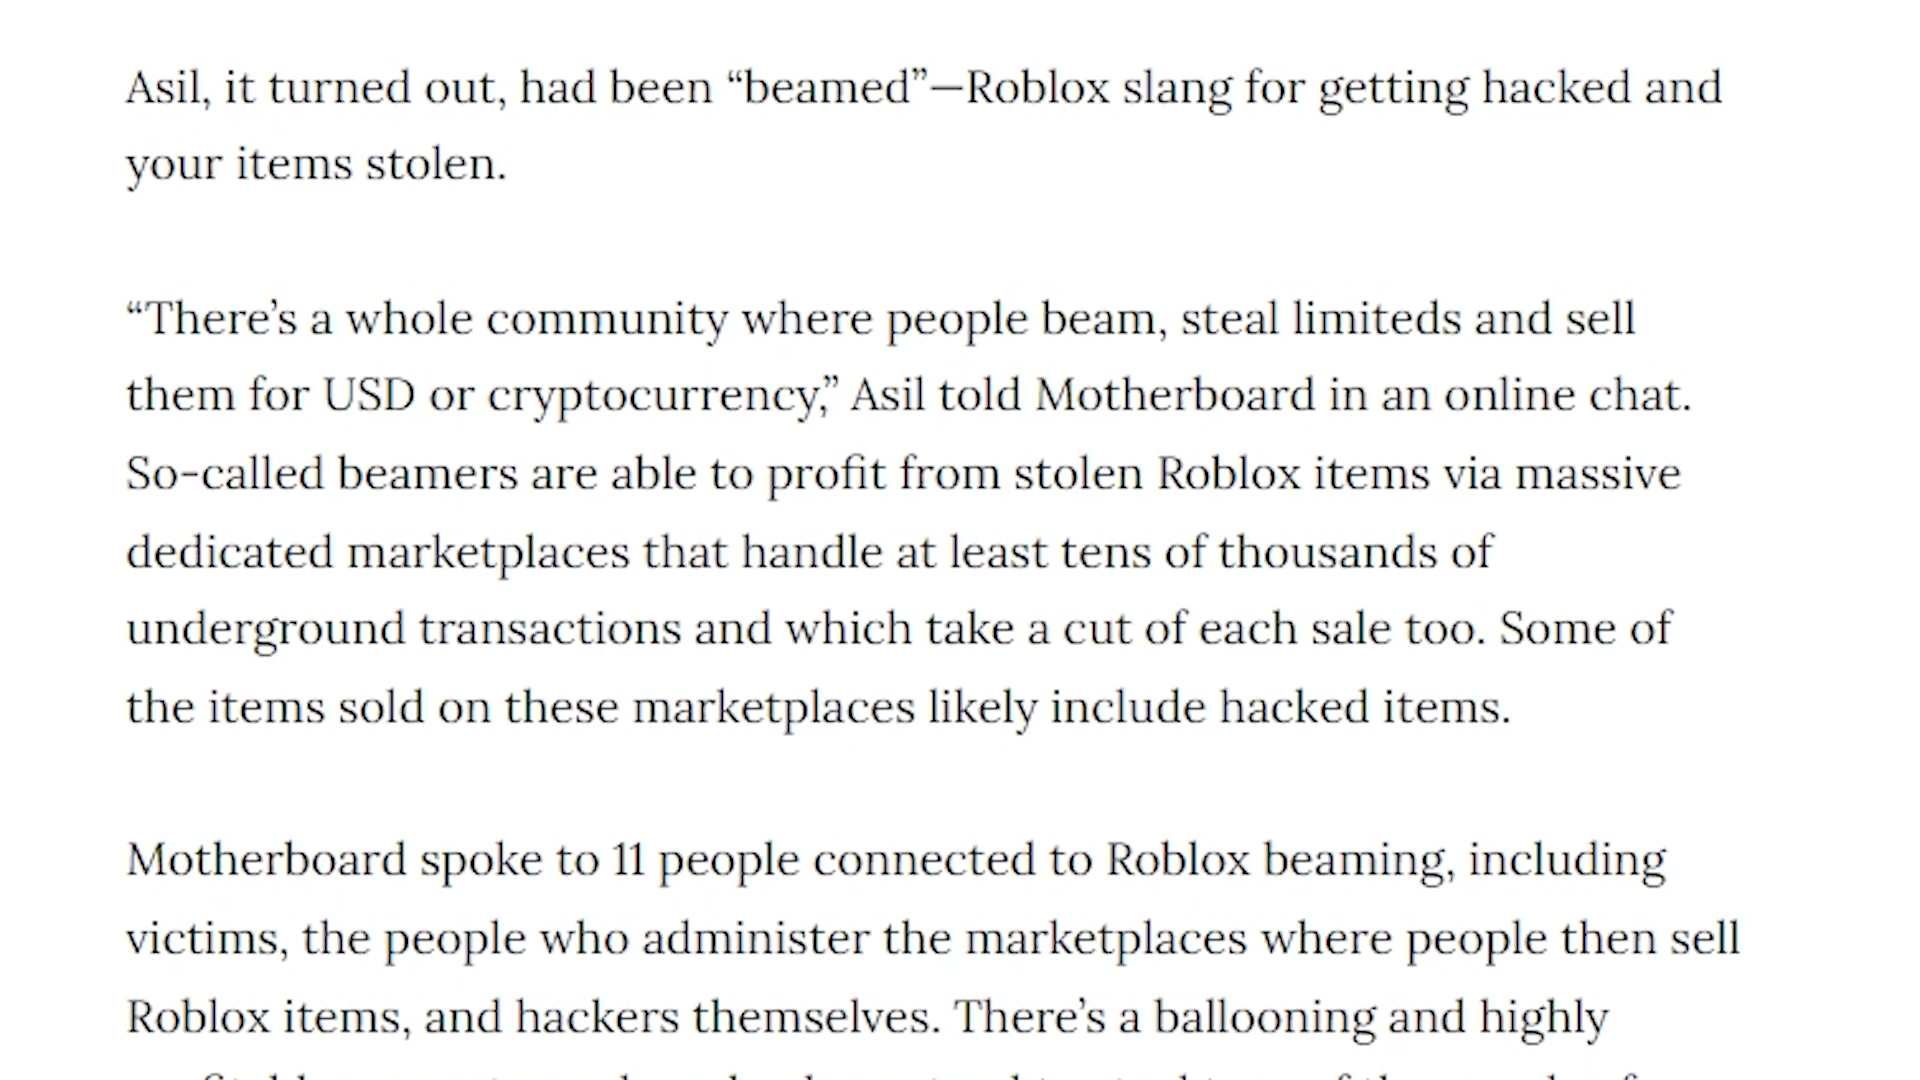 Asil, it turned out, had been “beamed”—Roblox slang for getting hacked and
your items stolen.
“There’s a whole community where people beam, steal limiteds and sell
them for USD or cryptocurrency,” Asil told Motherboard in an online chat.
So-called beamers are able to profit from stolen Roblox items via massive
dedicated marketplaces that handle at least tens of thousands of
underground transactions and which take a cut of each sale too. Some of
the items sold on these marketplaces likely include hacked items.
Motherboard spoke to 11 people connected to Roblox beaming, including
victims, the people who administer the marketplaces where people then sell
Roblox items, and hackers themselves. There’s a ballooning and highly